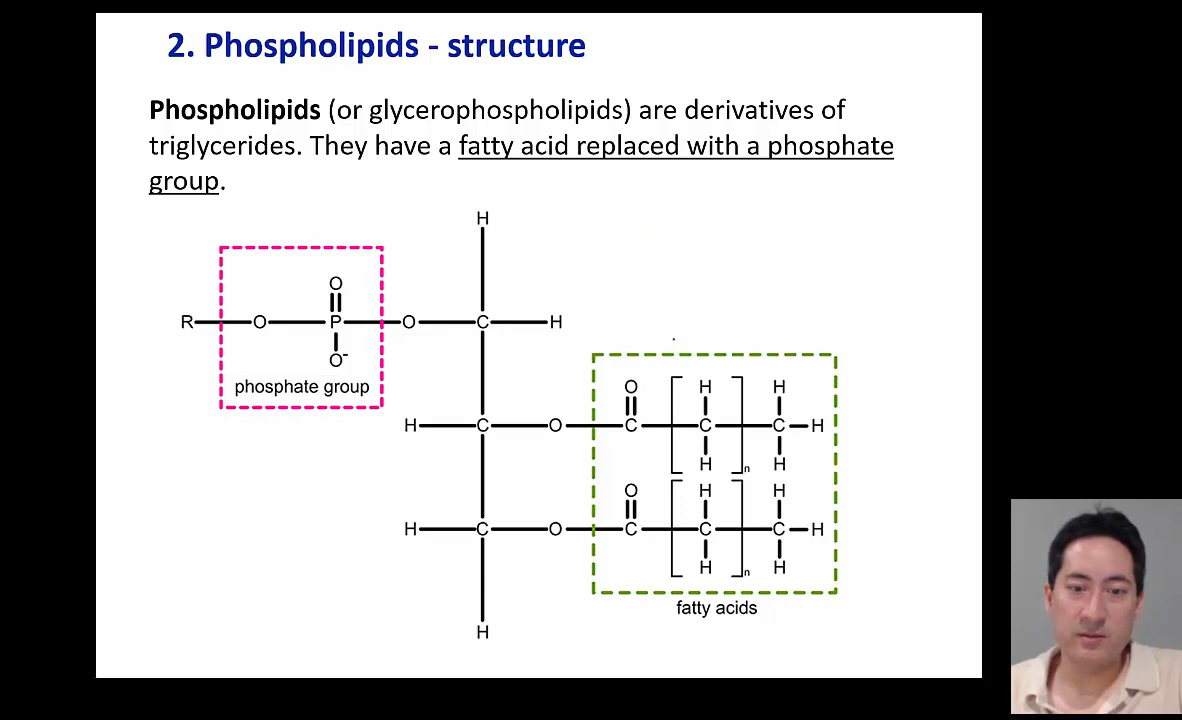 2. Phospholipids - structure
Phospholipids (or glycerophospholipids) are derivatives of
triglycerides. They have a fatty acid replaced with a phosphate
group.
H
O
R O P O C H
O-
phosphate group
O H H
H C O C C C H
H n H
O H H
H C O C C C H
H n H
fatty acids
H